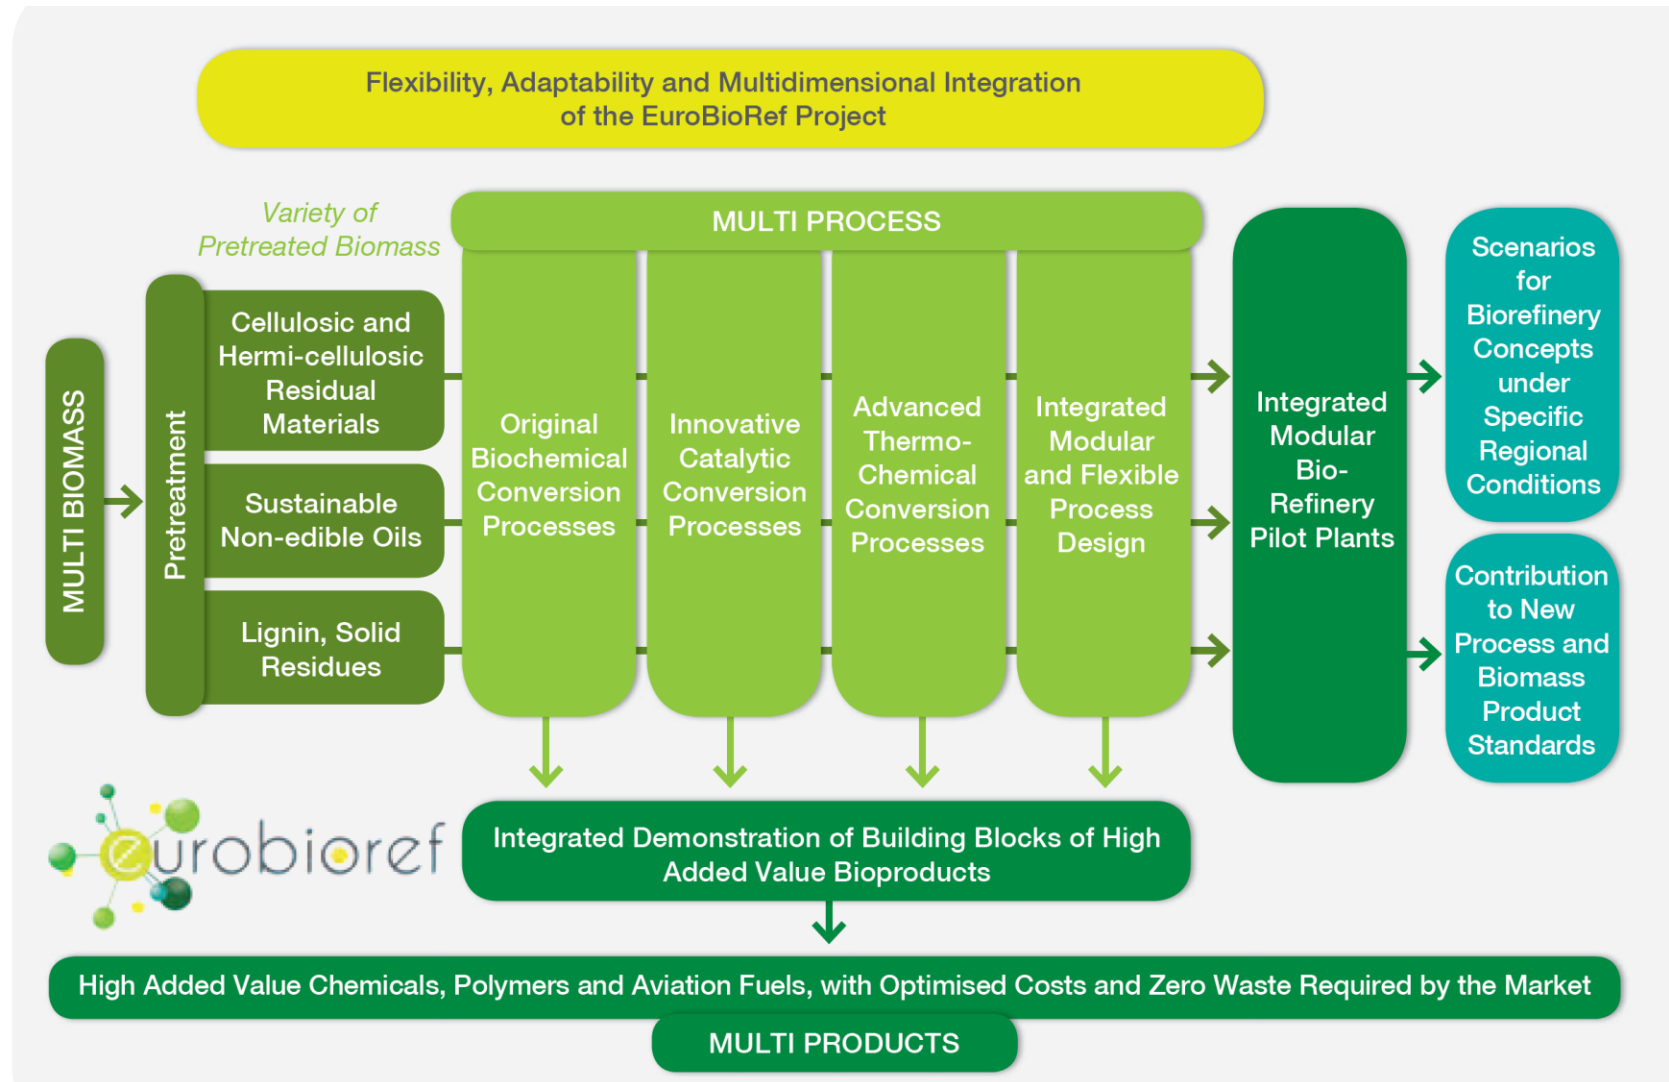 Flexibility, Adaptability and Multidimensional Integration
of the EuroBioRef Project
Variety of
Pretreated Biomass
MULTI PROCESS
MULTI BIOMASS
Pretreatment
Cellulosic and
Hermi-cellulosic
Residual
Materials
Sustainable
Non-edible Oils
Lignin, Solid
Residues
Original
Biochemical
Conversion
Processes
Innovative
Catalytic
Conversion
Processes
Advanced
Thermo-
Chemical
Conversion
Processes
Integrated
Modular
and Flexible
Process
Design
Integrated
Modular
Bio-
Refinery
Pilot Plants
Scenarios
for
Biorefinery
Concepts
under
Specific
Regional
Conditions
Contribution
to New
Process and
Biomass
Product
Standards
eurobioref
Integrated Demonstration of Building Blocks of High
Added Value Bioproducts
High Added Value Chemicals, Polymers and Aviation Fuels, with Optimised Costs and Zero Waste Required by the Market
MULTI PRODUCTS